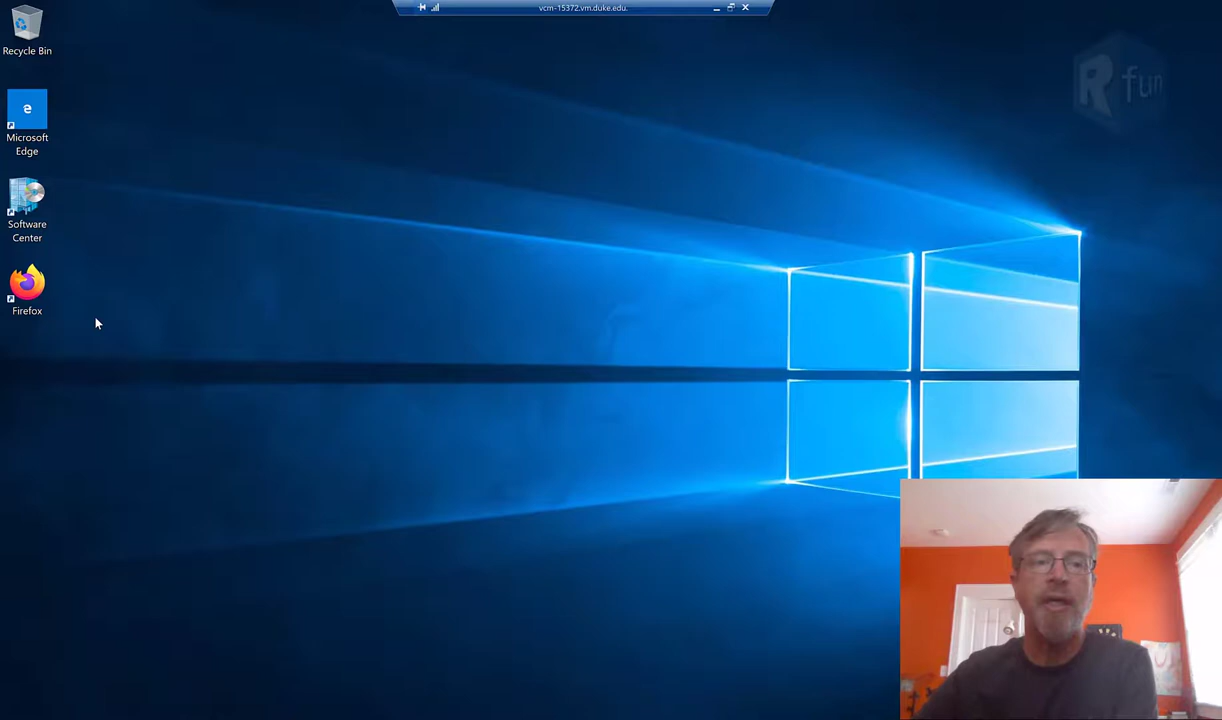 vcm-15372.vm.duke.edu.
Recycle Bin
R fun
Microsoft
Edge
Software
Center
Firefox